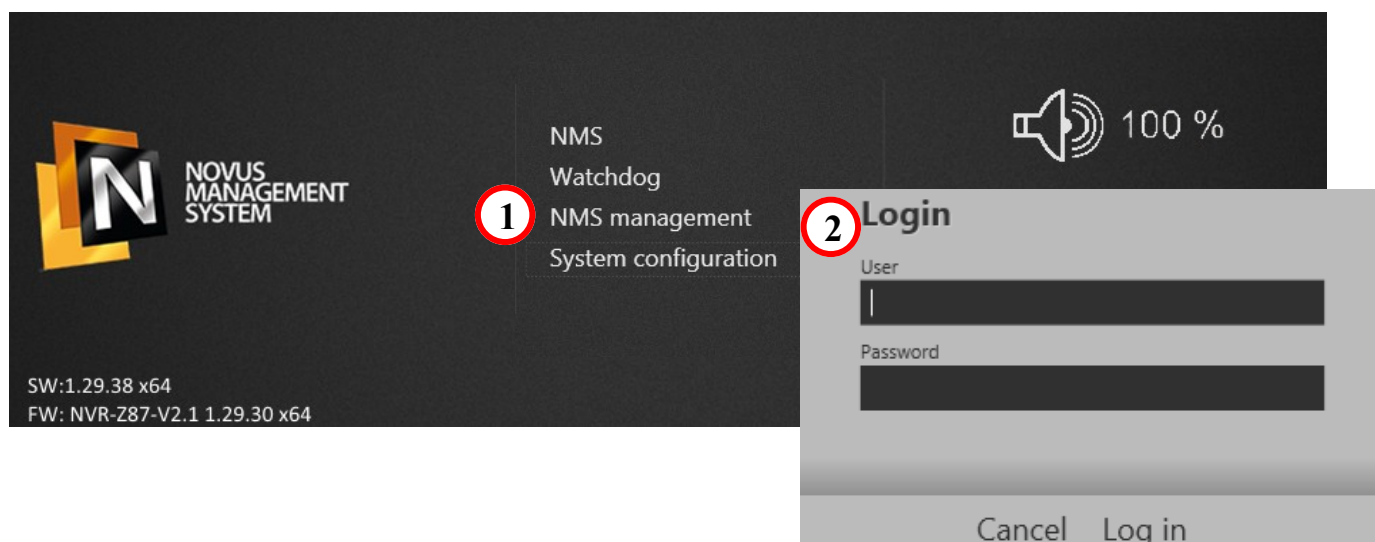 N
NOVUS
MANAGEMENT
SYSTEM
NMS
Watchdog
1
NMS management
System configuration
100 %
SW:1.29.38 x64
FW: NVR-Z87-V2.1 1.29.30 x64
2
Login
User
Password
Cancel Log in